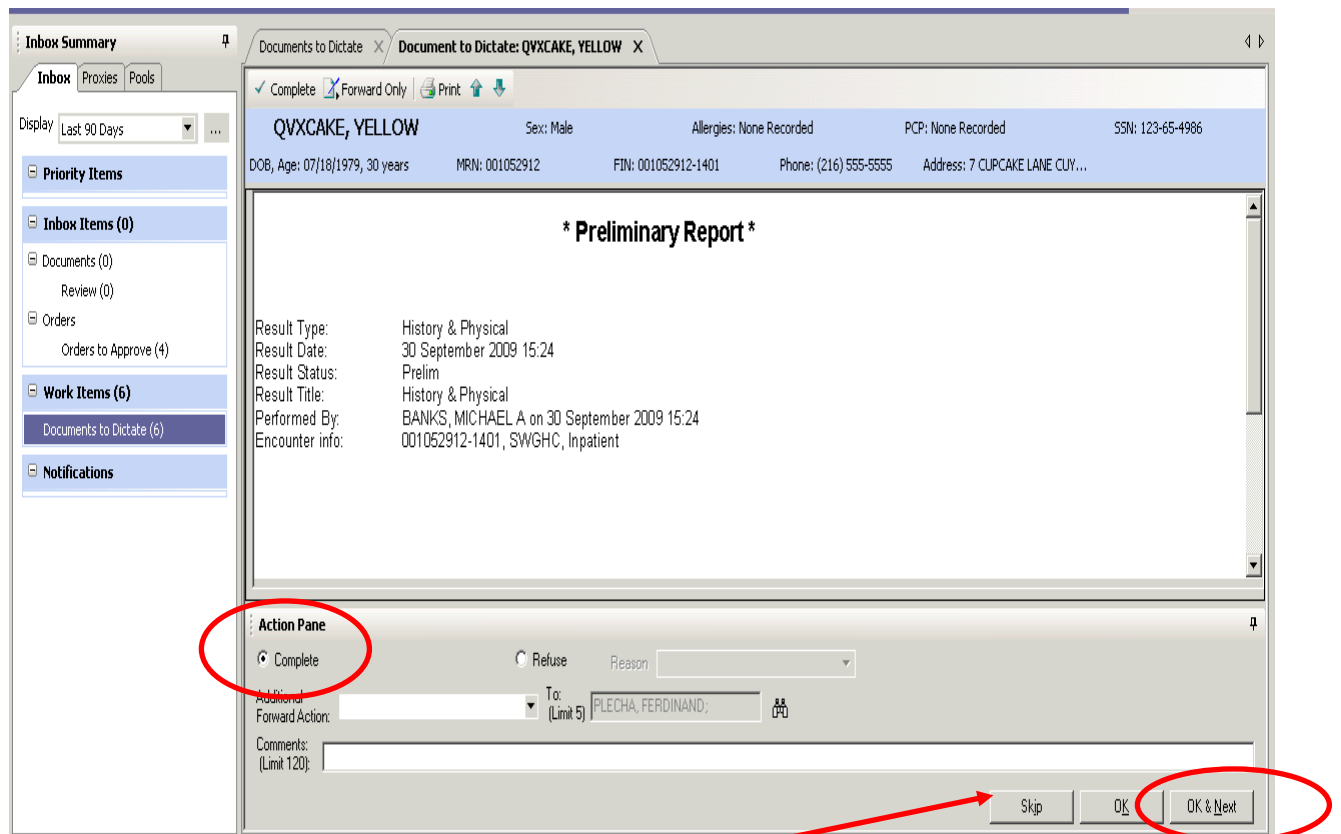 Inbox Summary
Inbox Proxies Pools
Display Last 90 Days ...
Priority Items
Inbox Items (0)
Documents (0)
Review (0)
Orders
Orders to Approve (4)
Work Items (6)
Documents to Dictate (6)
Notifications
Documents to Dictate X Document to Dictate: QVXCAKE, YELLOW X
Complete Forward Only Print
QVXCAKE, YELLOW Sex: Male Allergies: None Recorded PCP: None Recorded SSN: 123-65-4986
DOB, Age: 07/18/1979, 30 years MRN: 001052912 FIN: 001052912-1401 Phone: (216) 555-5555 Address: 7 CUPCAKE LANE CUY...
* Preliminary Report *
Result Type: History & Physical
Result Date: 30 September 2009 15:24
Result Status: Prelim
Result Title: History & Physical
Performed By: BANKS, MICHAEL A on 30 September 2009 15:24
Encounter info: 001052912-1401, SWGHC, Inpatient
Action Pane
Complete Refuse Reason
Additional To:
Forward Action: (Limit 5) PLECHA, FERDINAND;
Comments:
(Limit 120):
Skip OK OK & Next